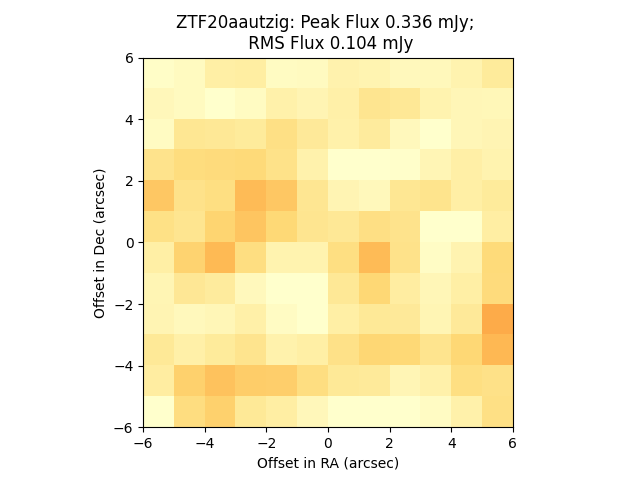 ZTF20aautzig: Peak Flux 0.336 mJy;
RMS Flux 0.104 mJy
6
4
2
0
−2
−4
−6
Offset in Dec (arcsec)
−6 −4 −2 0 2 4 6
Offset in RA (arcsec)